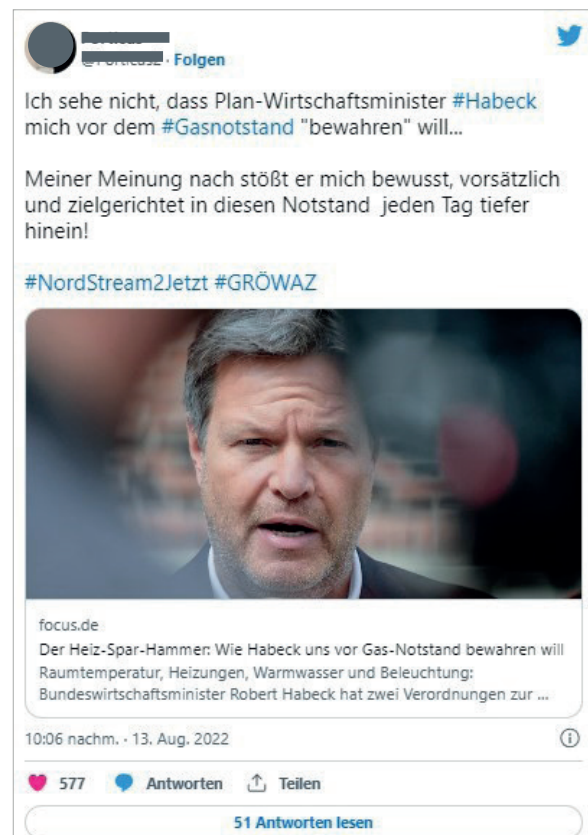 Folgen
Ich sehe nicht, dass Plan-Wirtschaftsminister #Habeck
mich vor dem #Gasnotstand "bewahren" will...
Meiner Meinung nach stößt er mich bewusst, vorsätzlich
und zielgerichtet in diesen Notstand jeden Tag tiefer
hinein!
#NordStream2Jetzt #GRÖWAZ
focus.de
Der Heiz-Spar-Hammer: Wie Habeck uns vor Gas-Notstand bewahren will
Raumtemperatur, Heizungen, Warmwasser und Beleuchtung:
Bundeswirtschaftsminister Robert Habeck hat zwei Verordnungen zur ...
10:06 nachm. · 13. Aug. 2022
577 Antworten Teilen
51 Antworten lesen